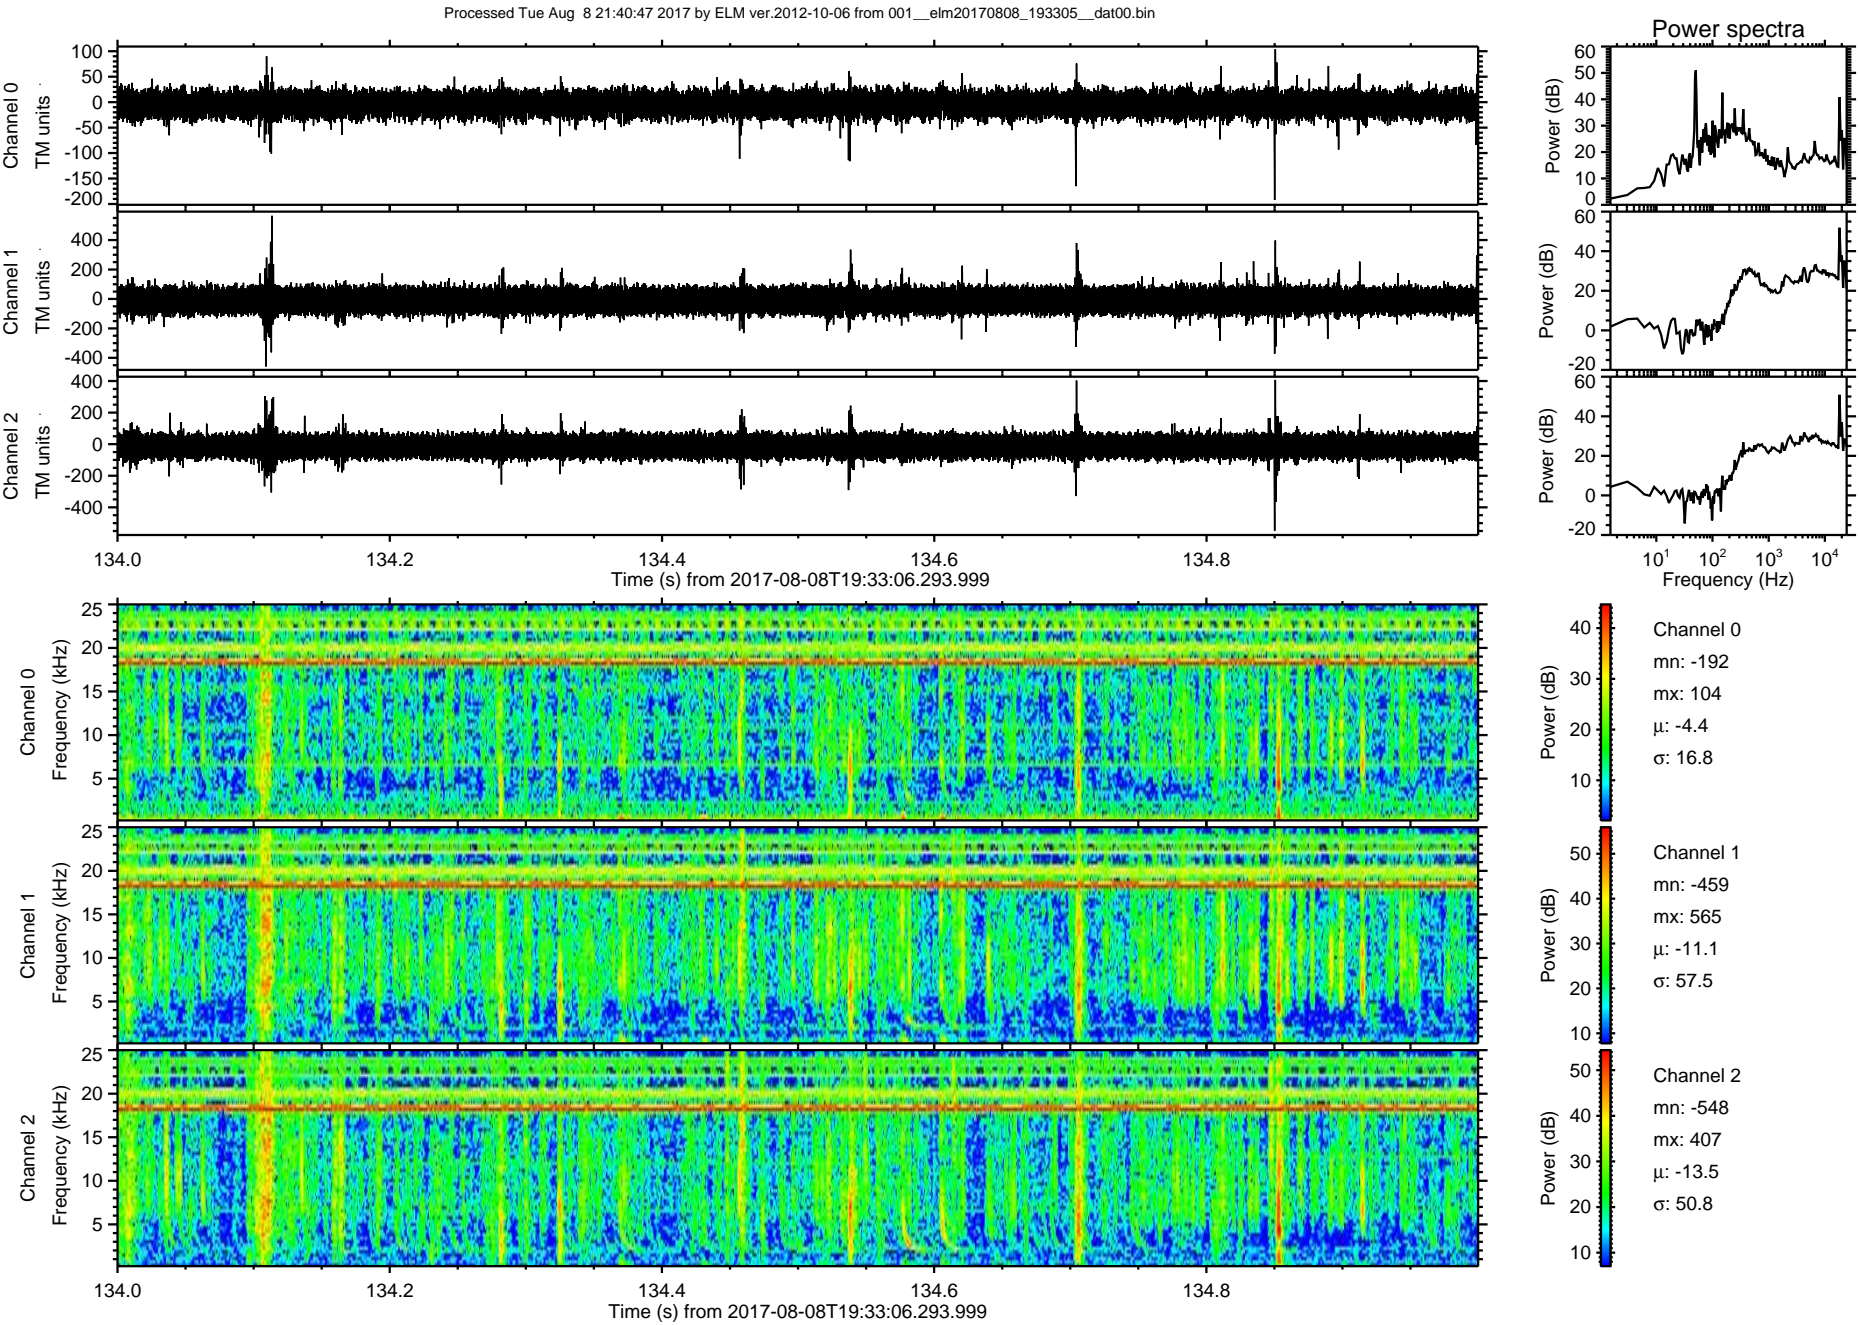 Processed Tue Aug  8 21:40:47 2017 by ELM ver.2012-10-06 from 001__elm20170808_193305__dat00.bin
Power spectra
Channel 0
TM units
100
50
0
-50
-100
-150
-200
Power (dB)
60
50
40
30
20
10
0
Channel 1
TM units
400
200
0
-200
-400
Power (dB)
60
40
20
0
-20
Channel 2
TM units
400
200
0
-200
-400
Power (dB)
60
40
20
0
-20
134.0 134.2 134.4 134.6 134.8
Time (s) from 2017-08-08T19:33:06.293.999
10^1 10^2 10^3 10^4
Frequency (Hz)
Channel 0
Frequency (kHz)
25
20
15
10
5
Power (dB)
40
30
20
10
Channel 0
mn: -192
mx: 104
μ: -4.4
σ: 16.8
Channel 1
Frequency (kHz)
25
20
15
10
5
Power (dB)
50
40
30
20
10
Channel 1
mn: -459
mx: 565
μ: -11.1
σ: 57.5
Channel 2
Frequency (kHz)
25
20
15
10
5
Power (dB)
50
40
30
20
10
Channel 2
mn: -548
mx: 407
μ: -13.5
σ: 50.8
134.0 134.2 134.4 134.6 134.8
Time (s) from 2017-08-08T19:33:06.293.999